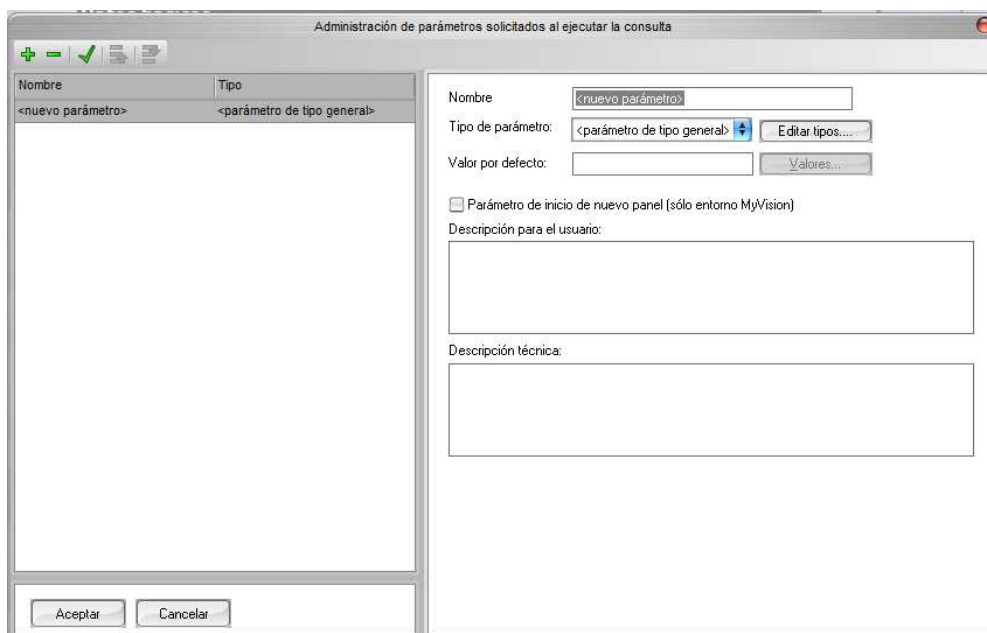 Administración de parámetros solicitados al ejecutar la consulta
Nombre Tipo
<nuevo parámetro> <parámetro de tipo general>
Nombre <nuevo parámetro>
Tipo de parámetro: <parámetro de tipo general> Editar tipos....
Valor por defecto: Valores...
Parámetro de inicio de nuevo panel (sólo entorno MyVision)
Descripción para el usuario:
Descripción técnica:
Aceptar Cancelar